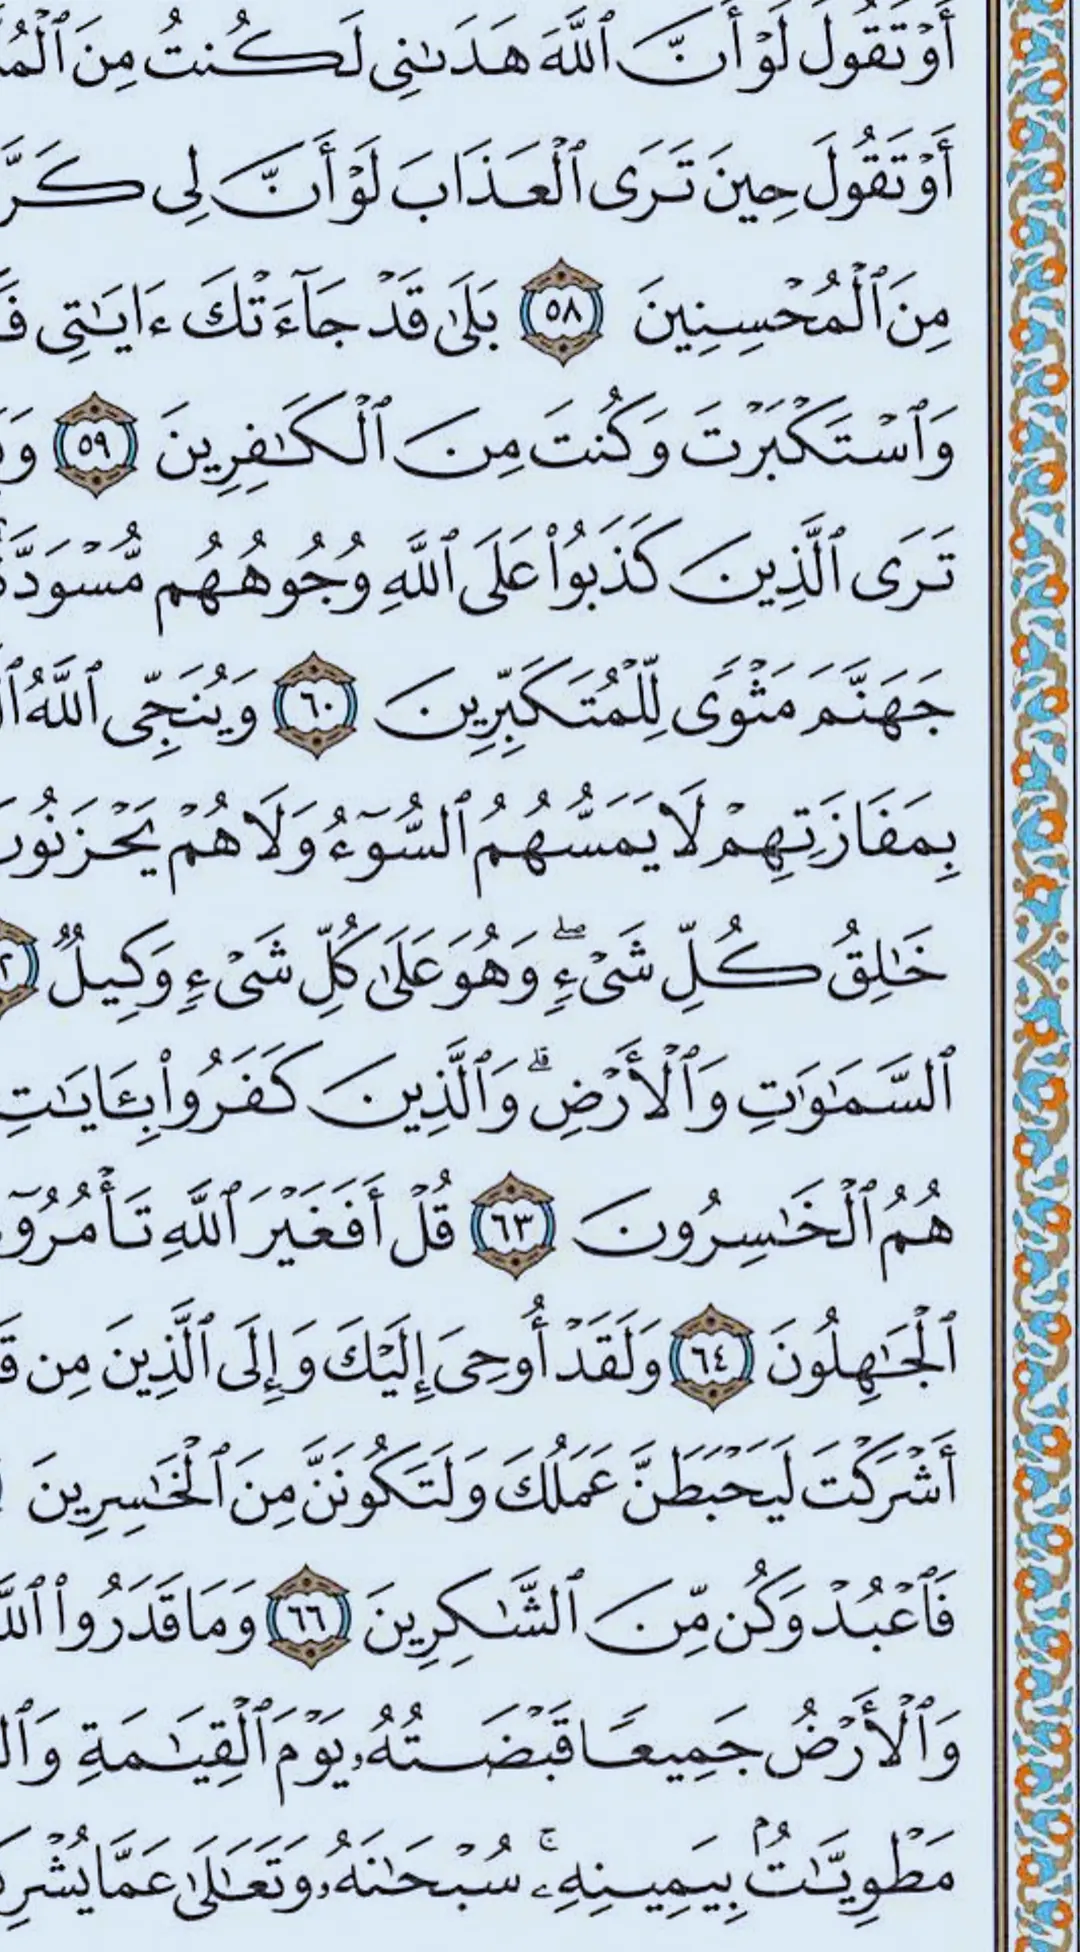 أَوْ تَقُولَ لَوْ أَنَّ ٱللَّهَ هَدَىٰنِى لَكُنتُ مِنَ
أَوْ تَقُولَ حِينَ تَرَى ٱلْعَذَابَ لَوْ أَنَّ لِى
مِنَ ٱلْمُحْسِنِينَ ٥٨ بَلَىٰ قَدْ جَآءَتْكَ ءَايَـٰتِى
وَٱسْتَكْبَرْتَ وَكُنتَ مِنَ ٱلْكَـٰفِرِينَ ٥٩
تَرَى ٱلَّذِينَ كَذَبُوا۟ عَلَى ٱللَّهِ وُجُوهُهُم مُّسْوَدَّةٌ
جَهَنَّمَ مَثْوًى لِّلْمُتَكَبِّرِينَ ٦٠ وَيُنَجِّى ٱللَّهُ
بِمَفَازَتِهِمْ لَا يَمَسُّهُمُ ٱلسُّوٓءُ وَلَا هُمْ يَحْزَنُونَ
خَـٰلِقُ كُلِّ شَىْءٍ ۖ وَهُوَ عَلَىٰ كُلِّ شَىْءٍ وَكِيلٌ
ٱلسَّمَـٰوَٰتِ وَٱلْأَرْضِ ۗ وَٱلَّذِينَ كَفَرُوا۟ بِـَٔايَـٰتِ
هُمُ ٱلْخَـٰسِرُونَ ٦٣ قُلْ أَفَغَيْرَ ٱللَّهِ تَأْمُرُوٓ
ٱلْجَـٰهِلُونَ ٦٤ وَلَقَدْ أُوحِىَ إِلَيْكَ وَإِلَى ٱلَّذِينَ مِن
أَشْرَكْتَ لَيَحْبَطَنَّ عَمَلُكَ وَلَتَكُونَنَّ مِنَ ٱلْخَـٰسِرِينَ
فَٱعْبُدْ وَكُن مِّنَ ٱلشَّـٰكِرِينَ ٦٦ وَمَا قَدَرُوا۟
وَٱلْأَرْضُ جَمِيعًا قَبْضَتُهُۥ يَوْمَ ٱلْقِيَـٰمَةِ
مَطْوِيَّـٰتٌۢ بِيَمِينِهِۦ ۚ سُبْحَـٰنَهُۥ وَتَعَـٰلَىٰ عَمَّا